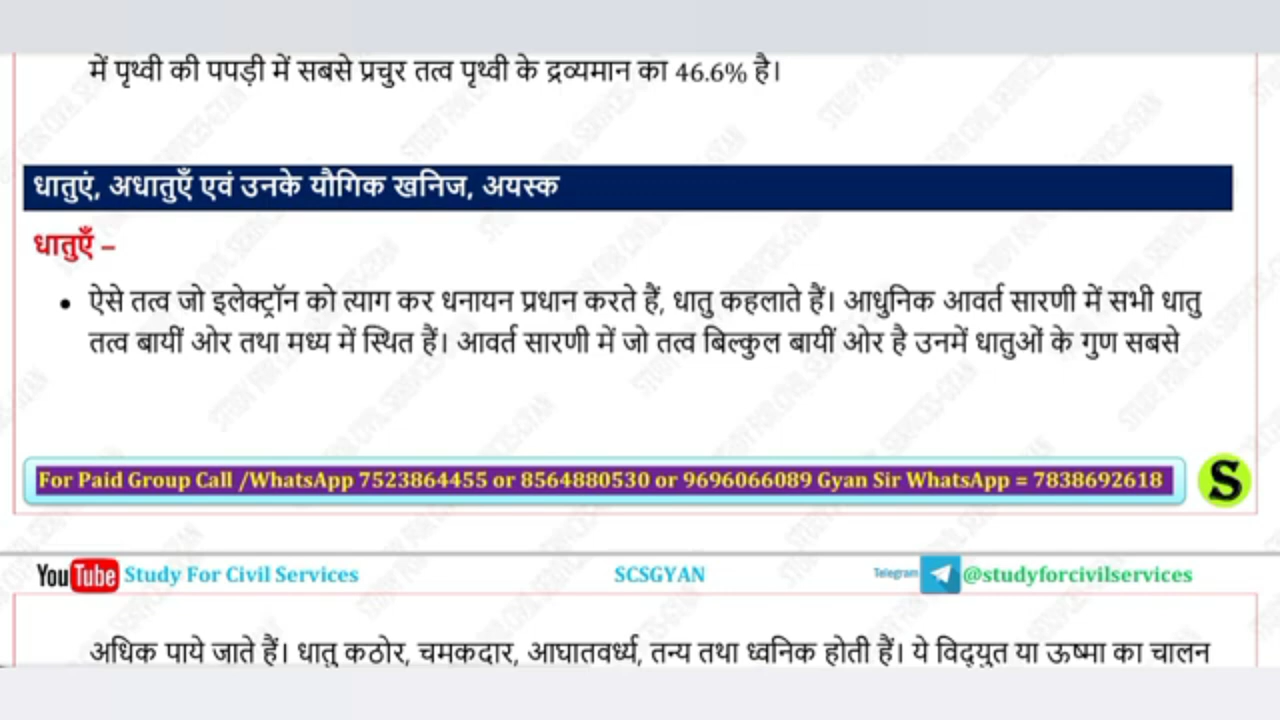 में पृथ्वी की पपड़ी में सबसे प्रचुर तत्व पृथ्वी के द्रव्यमान का 46.6% है।
धातुएं, अधातुएँ एवं उनके यौगिक खनिज, अयस्क
धातुएँ –
• ऐसे तत्व जो इलेक्ट्रॉन को त्याग कर धनायन प्रधान करते हैं, धातु कहलाते हैं। आधुनिक आवर्त सारणी में सभी धातु
तत्व बायीं ओर तथा मध्य में स्थित हैं। आवर्त सारणी में जो तत्व बिल्कुल बायीं ओर है उनमें धातुओं के गुण सबसे
For Paid Group Call /WhatsApp 7523864455 or 8564880530 or 9696066089 Gyan Sir WhatsApp = 7838692618
S
YouTube Study For Civil Services SCSGYAN Telegram @studyforcivilservices
अधिक पाये जाते हैं। धातु कठोर, चमकदार, आघातवर्ध्य, तन्य तथा ध्वनिक होती हैं। ये विद्युत या ऊष्मा का चालन